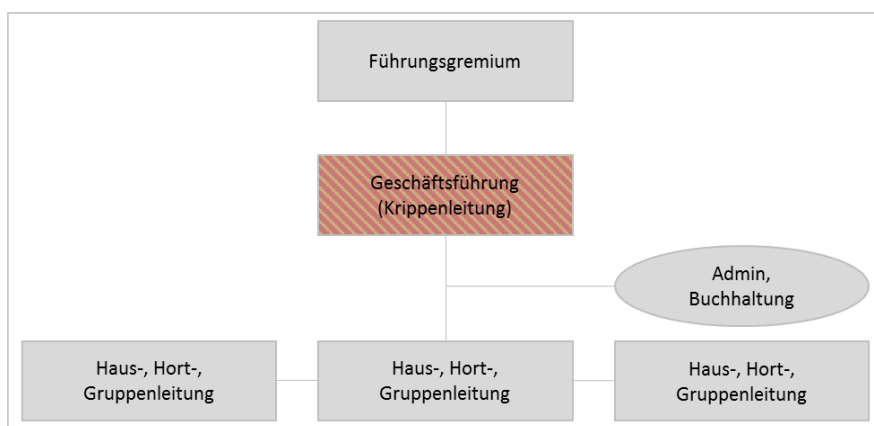 Führungsgremium
Geschäftsführung
(Krippenleitung)
Admin,
Buchhaltung
Haus-, Hort-,
Gruppenleitung
Haus-, Hort-,
Gruppenleitung
Haus-, Hort-,
Gruppenleitung